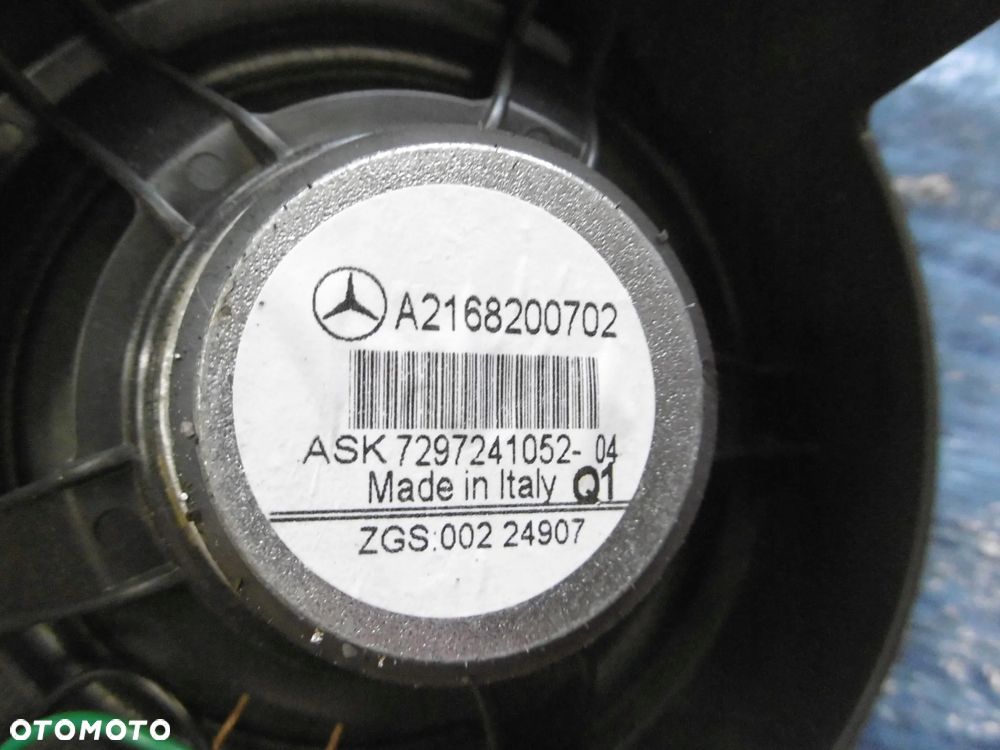 A2168200702
ASK 7297241052- 04
Made in Italy Q1
ZGS:002 24907
OTOMOTO